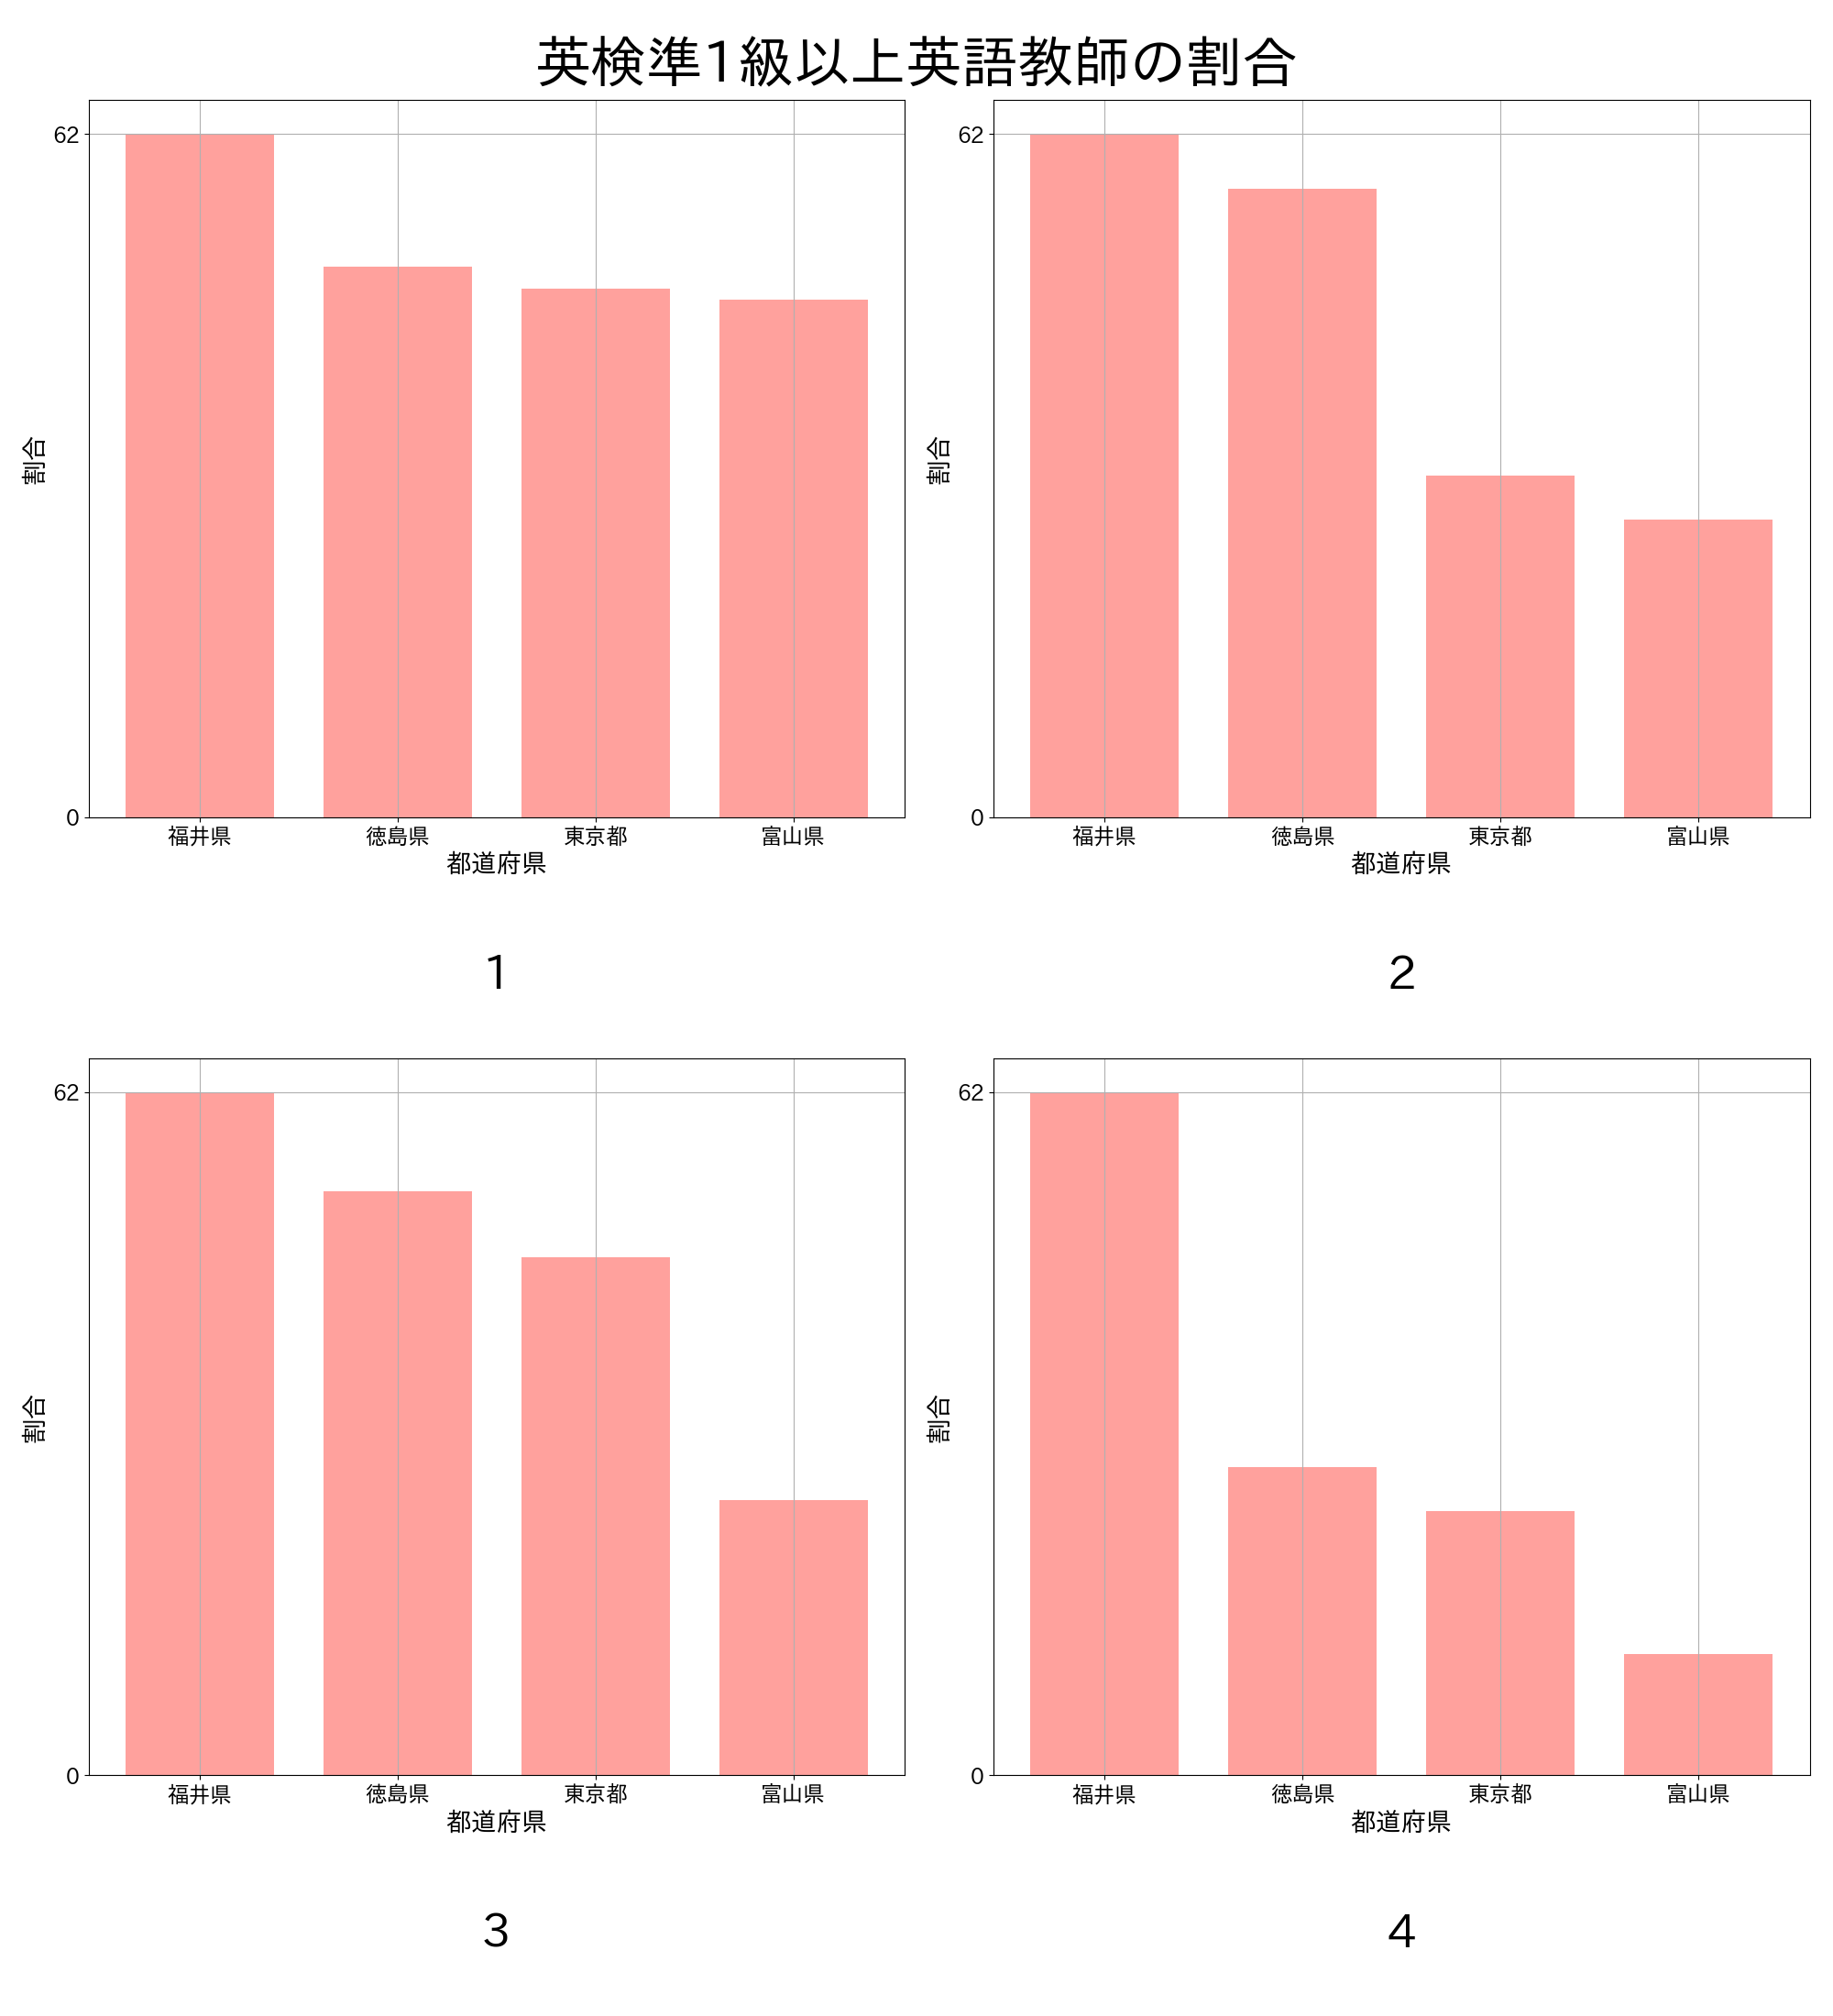 英検準1級以上英語教師の割合
62
割合
0
福井県 徳島県 東京都 富山県
都道府県
1
62
割合
0
福井県 徳島県 東京都 富山県
都道府県
2
62
割合
0
福井県 徳島県 東京都 富山県
都道府県
3
62
割合
0
福井県 徳島県 東京都 富山県
都道府県
4